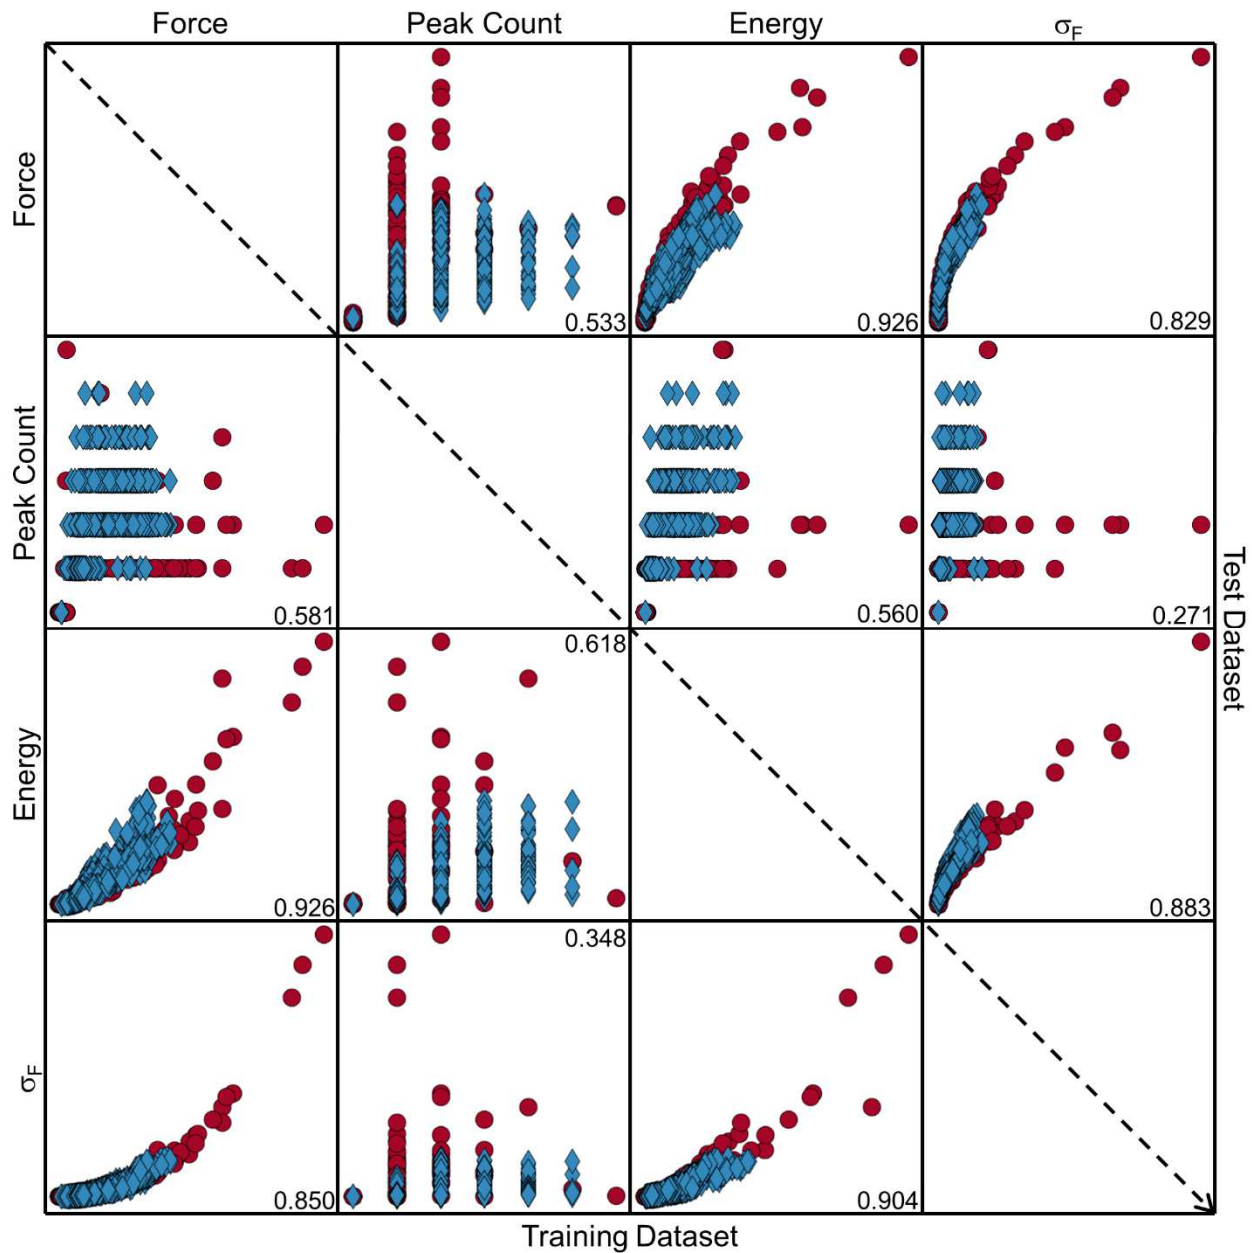 Force Peak Count Energy σF
Force
0.533 0.926 0.829
Peak Count
0.581 0.560 0.271
Test Dataset
Energy
0.618
0.926 0.883
σF
0.348
0.850 0.904
Training Dataset